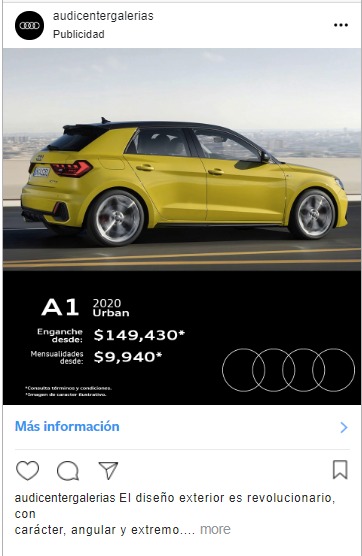 audicentergalerias
Publicidad
A1 2020
Urban
Enganche
desde: $149,430*
Mensualidades
desde: $9,940*
*Consulta términos y condiciones.
*Imagen de caracter ilustrativo.
Más información
audicentergalerias El diseño exterior es revolucionario,
con
carácter, angular y extremo.... more